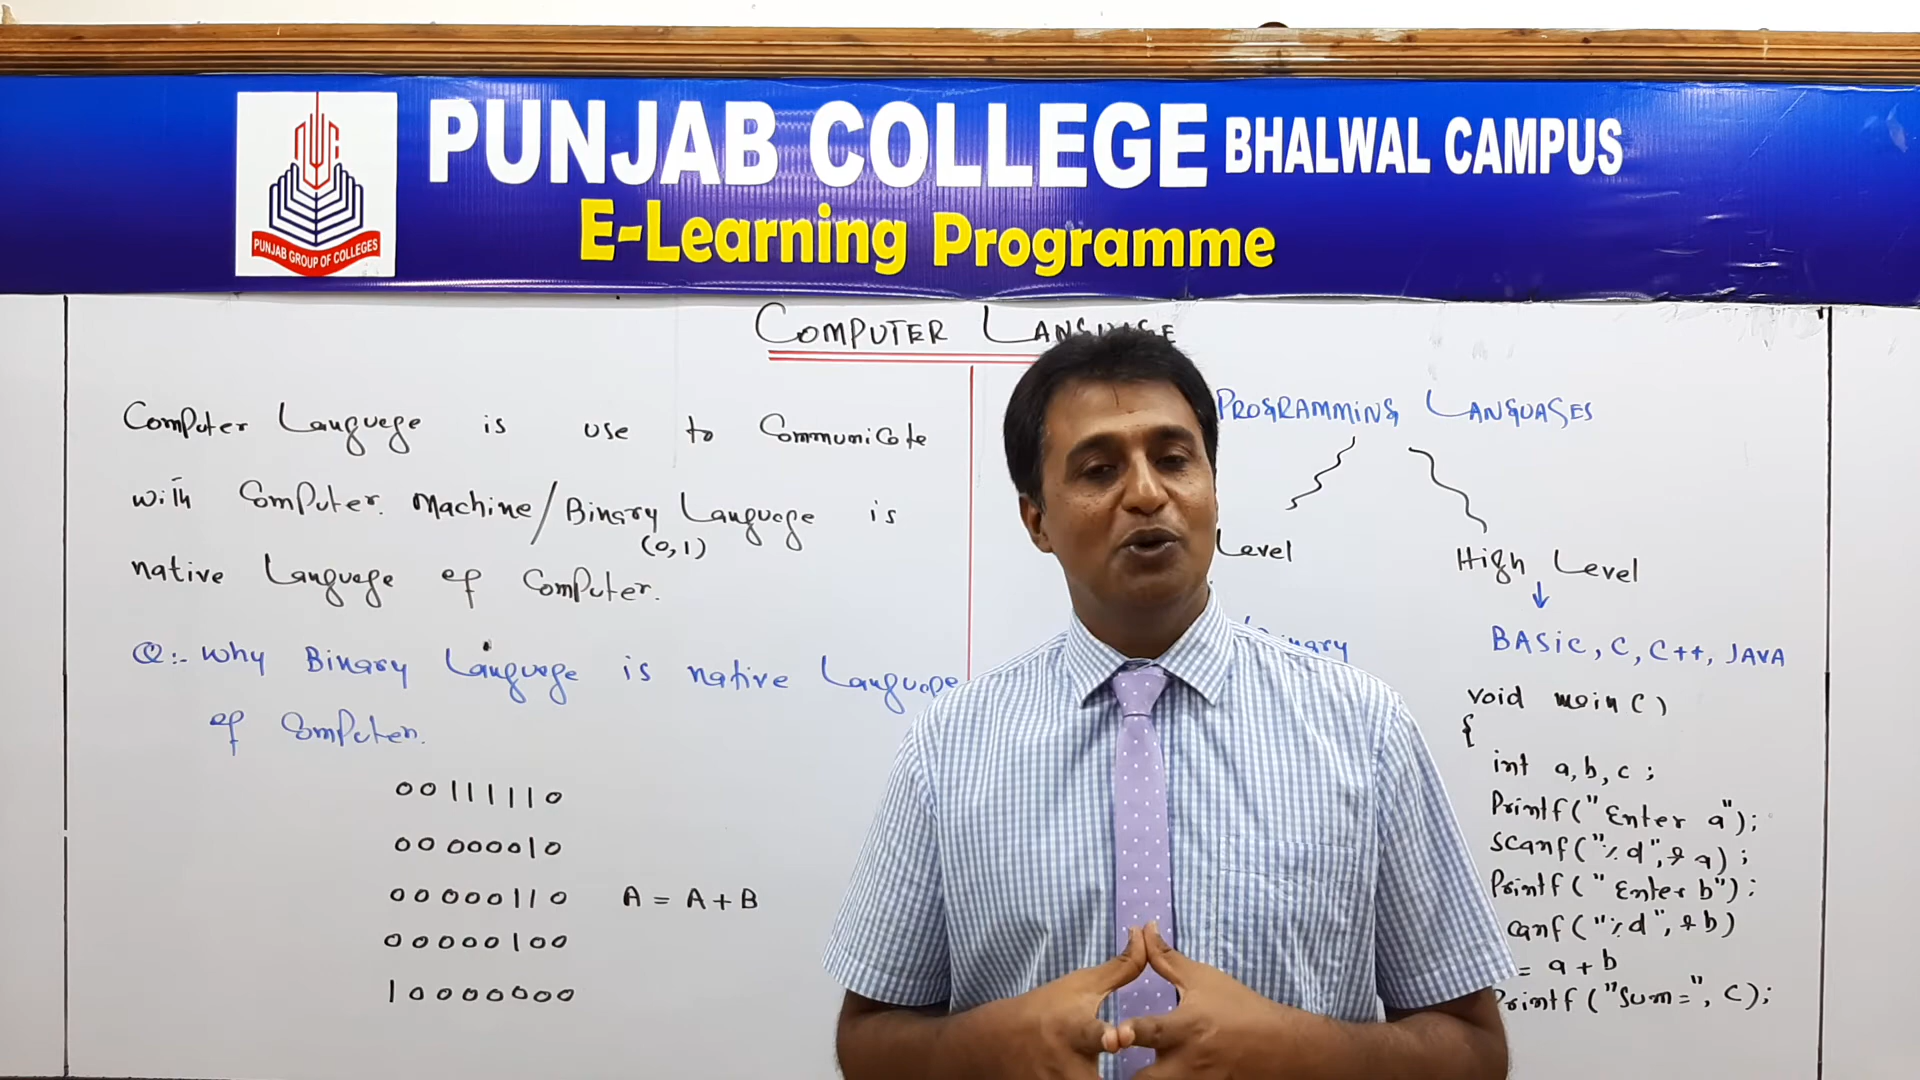 PUNJAB COLLEGE BHALWAL CAMPUS
E-Learning Programme
PUNJAB GROUP OF COLLEGES
COMPUTER LANGUAGE
Computer Language is use to Communicate
with Computer. Machine/Binary Language is
(0,1)
native Language of Computer.
Q:- Why Binary Language is native Language
of Computer.
00111110
00000010
00000110 A = A + B
00000100
10000000
PROGRAMMING LANGUAGES
Level
High Level
BASIC, C, C++, JAVA
void main()
{
int a,b,c ;
Printf("Enter a");
scanf("%d",& a) ;
Printf(" Enter b");
canf("%d",&b)
= a+b
Printf("Sum=", C);